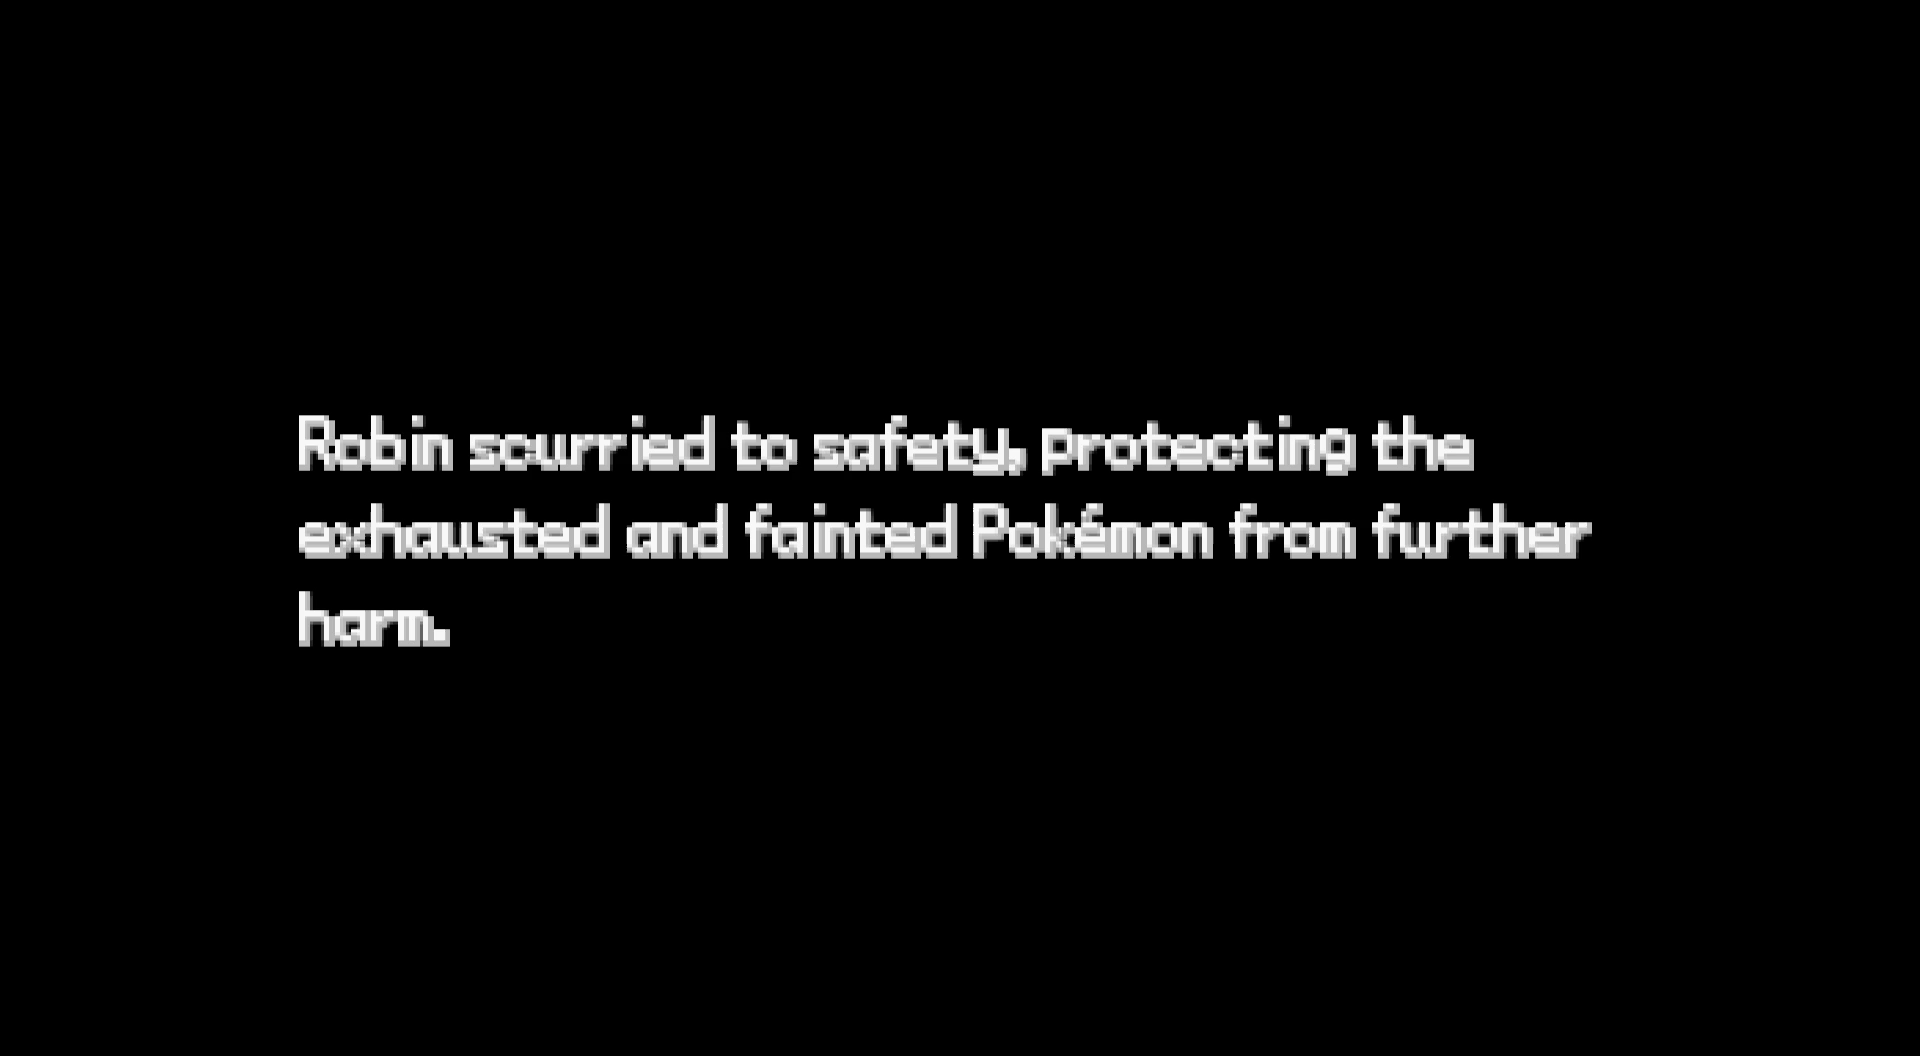 Robin scurried to safety, protecting the
exhausted and fainted Pokémon from further
harm.